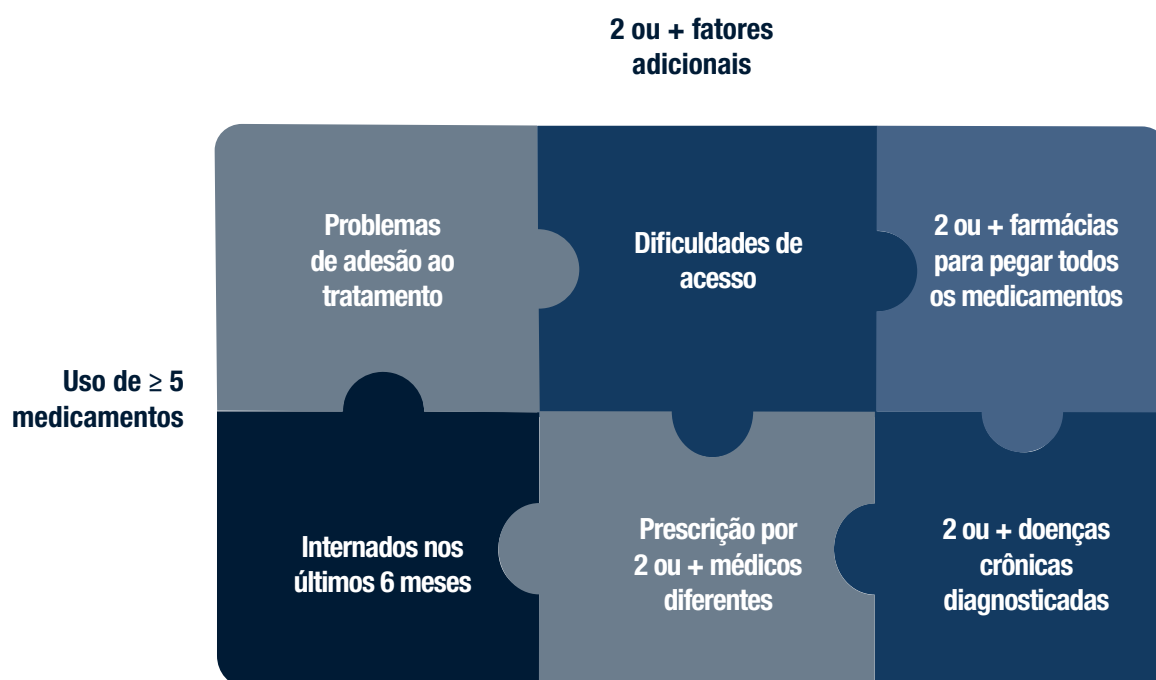 2 ou + fatores
adicionais
Problemas
de adesão ao
tratamento
Dificuldades de
acesso
2 ou + farmácias
para pegar todos
os medicamentos
Uso de ≥ 5
medicamentos
Internados nos
últimos 6 meses
Prescrição por
2 ou + médicos
diferentes
2 ou + doenças
crônicas
diagnosticadas